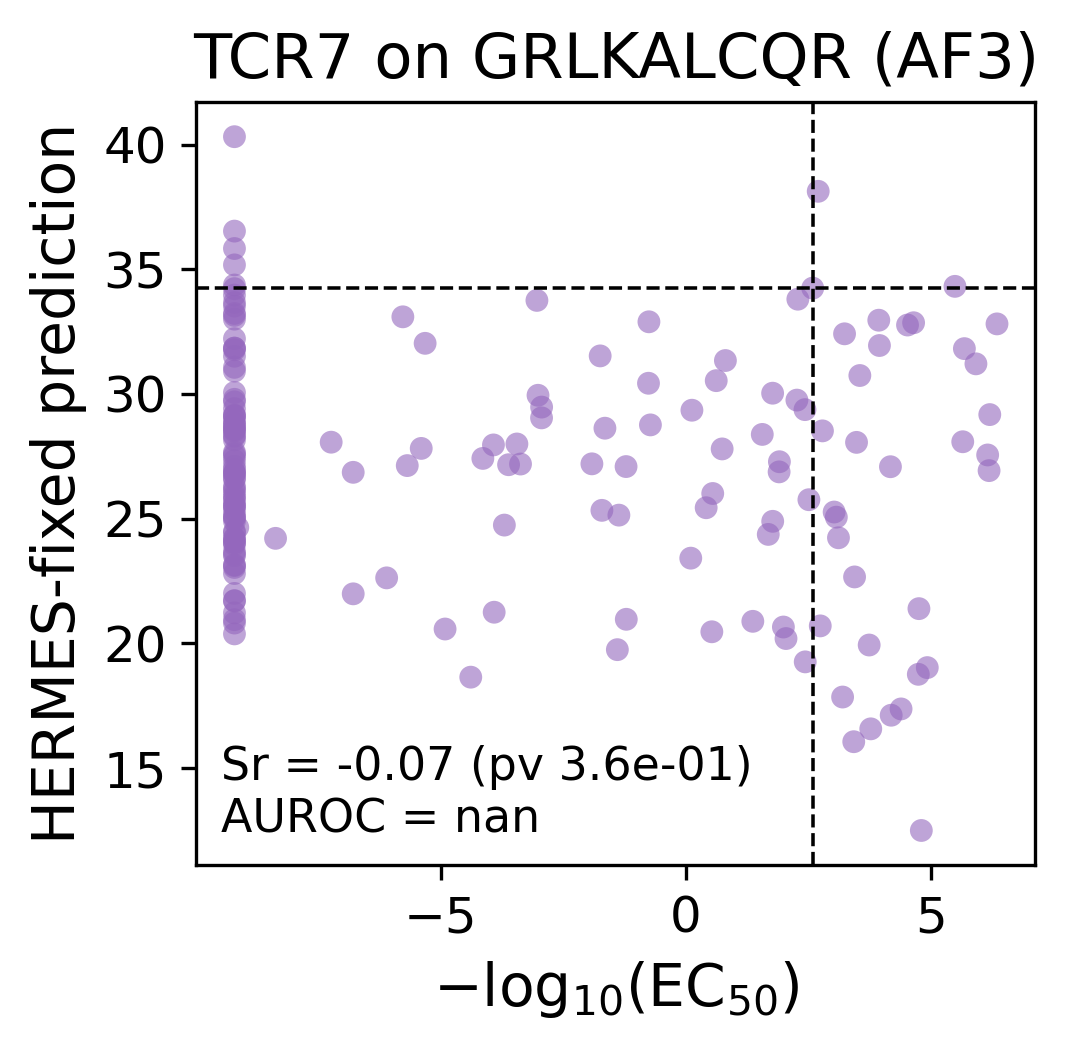 TCR7 on GRLKALCQR (AF3)
HERMES-fixed prediction
40
35
30
25
20
15
Sr = -0.07 (pv 3.6e-01)
AUROC = nan
−5
0
5
−log₁₀(EC₅₀)